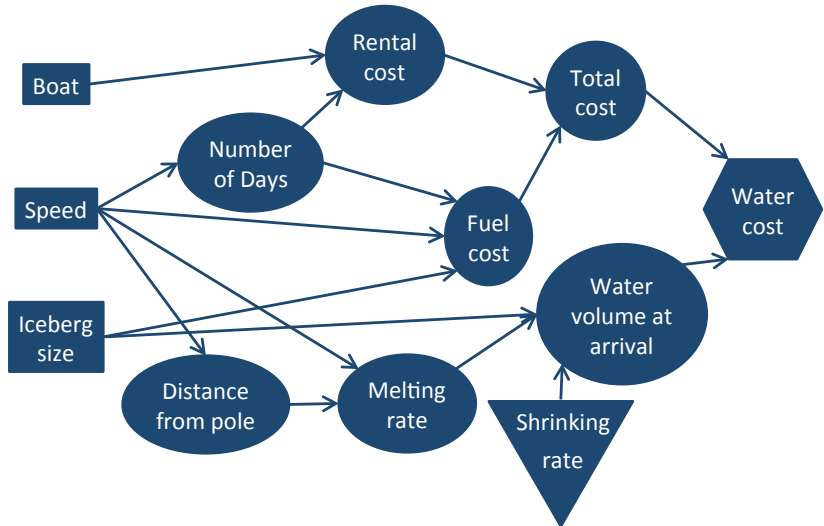 Rental
cost
Total
cost
Boat
Number
of Days
Water
cost
Speed
Fuel
cost
Water
volume at
arrival
Iceberg
size
Distance
from pole
Melting
rate
Shrinking
rate